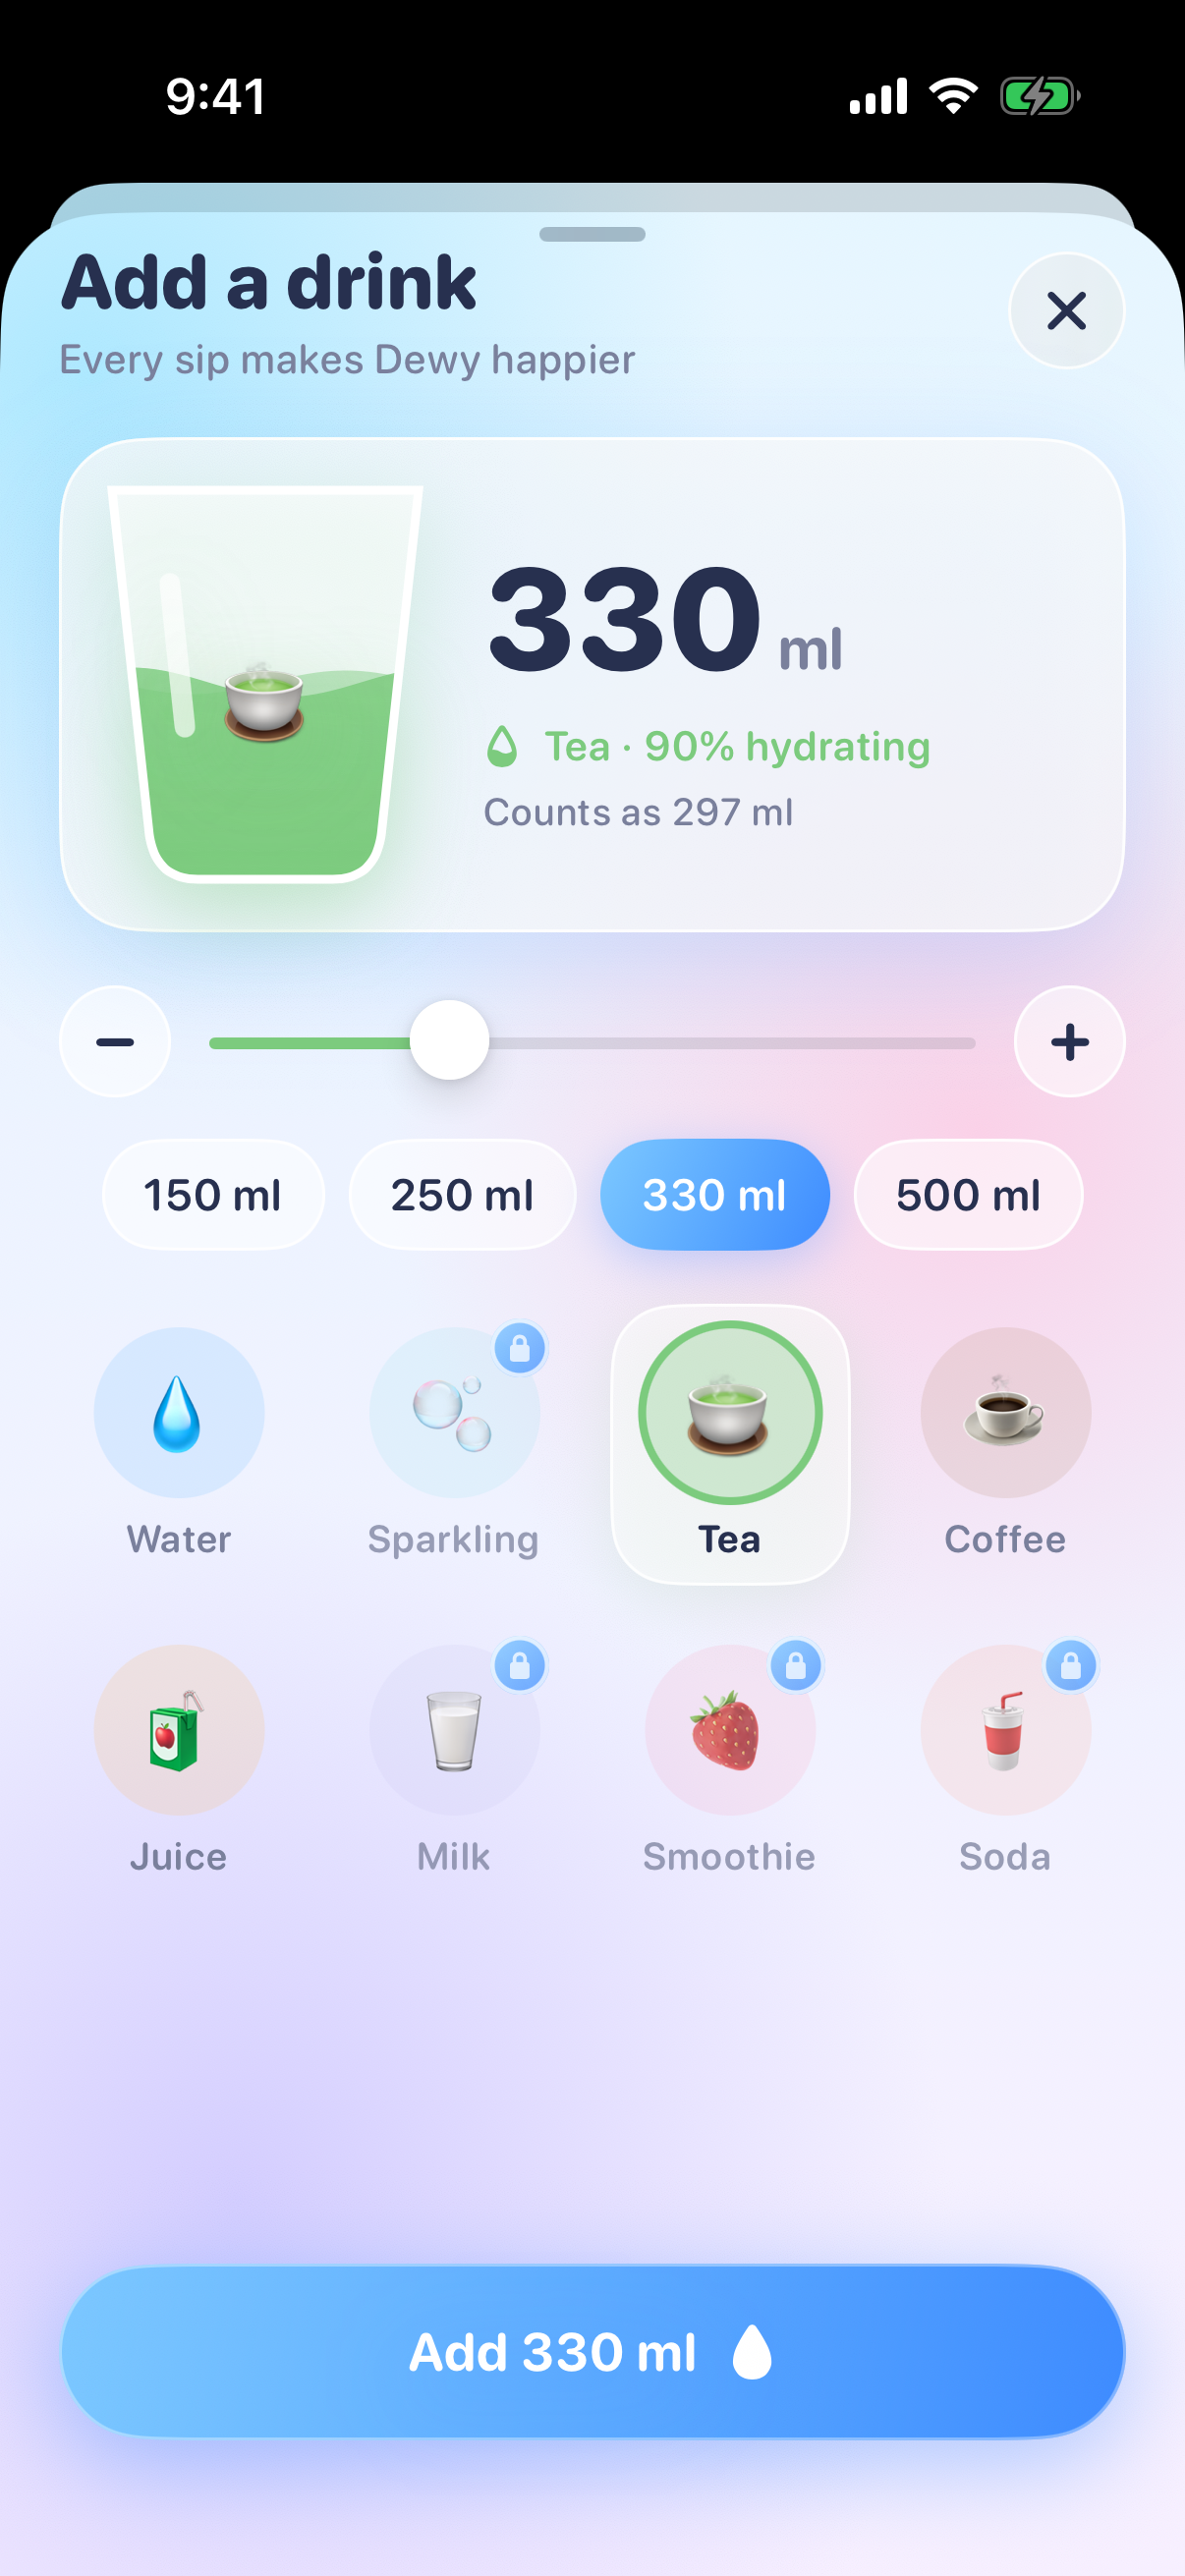 9:41
Add a drink
Every sip makes Dewy happier
330 ml
Tea · 90% hydrating
Counts as 297 ml
150 ml
250 ml
330 ml
500 ml
Water
Sparkling
Tea
Coffee
Juice
Milk
Smoothie
Soda
Add 330 ml